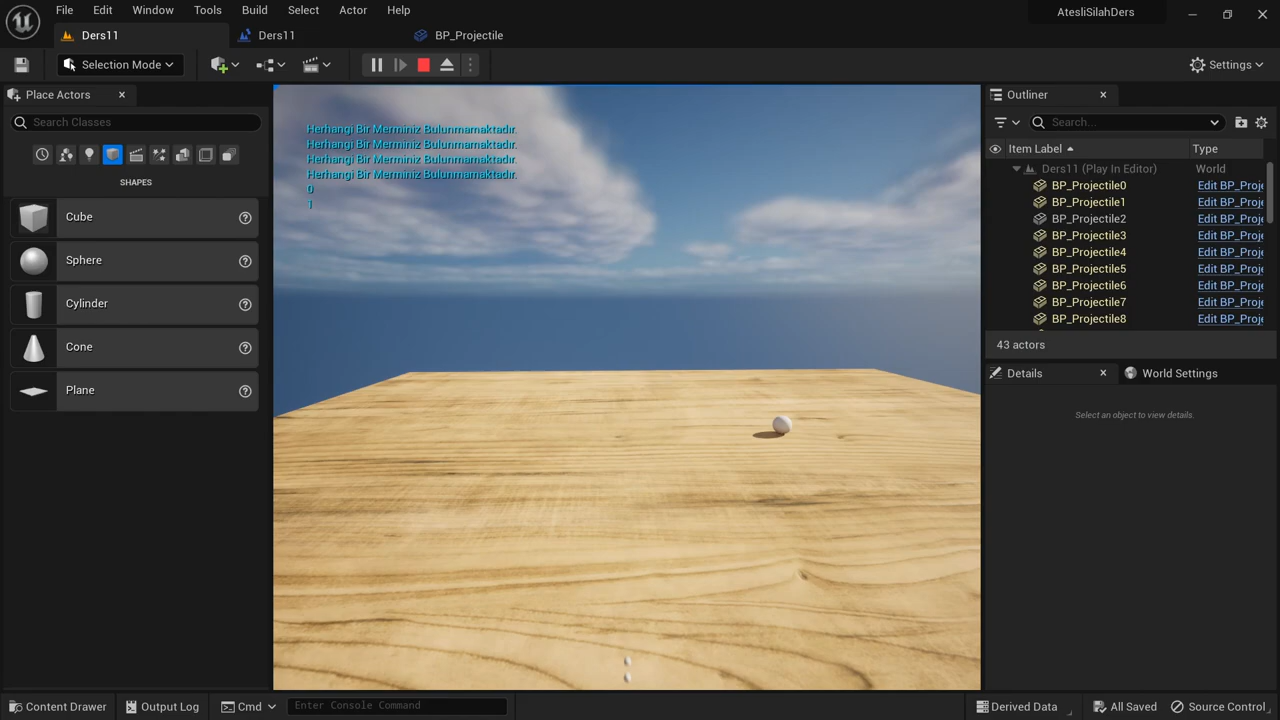 File Edit Window Tools Build Select Actor Help
AtesliSilahDers
Ders11 Ders11 BP_Projectile
Selection Mode Settings
Place Actors
Search Classes
SHAPES
Cube
Sphere
Cylinder
Cone
Plane
Herhangi Bir Merminiz Bulunmamaktadır.
Herhangi Bir Merminiz Bulunmamaktadır.
Herhangi Bir Merminiz Bulunmamaktadır.
Herhangi Bir Merminiz Bulunmamaktadır.
0
1
Outliner
Search...
Item Label Type
Ders11 (Play In Editor) World
BP_Projectile0 Edit BP_Proje
BP_Projectile1 Edit BP_Proje
BP_Projectile2 Edit BP_Proje
BP_Projectile3 Edit BP_Proje
BP_Projectile4 Edit BP_Proje
BP_Projectile5 Edit BP_Proje
BP_Projectile6 Edit BP_Proje
BP_Projectile7 Edit BP_Proje
BP_Projectile8 Edit BP_Proje
43 actors
Details World Settings
Select an object to view details.
Content Drawer Output Log Cmd Enter Console Command Derived Data All Saved Source Control